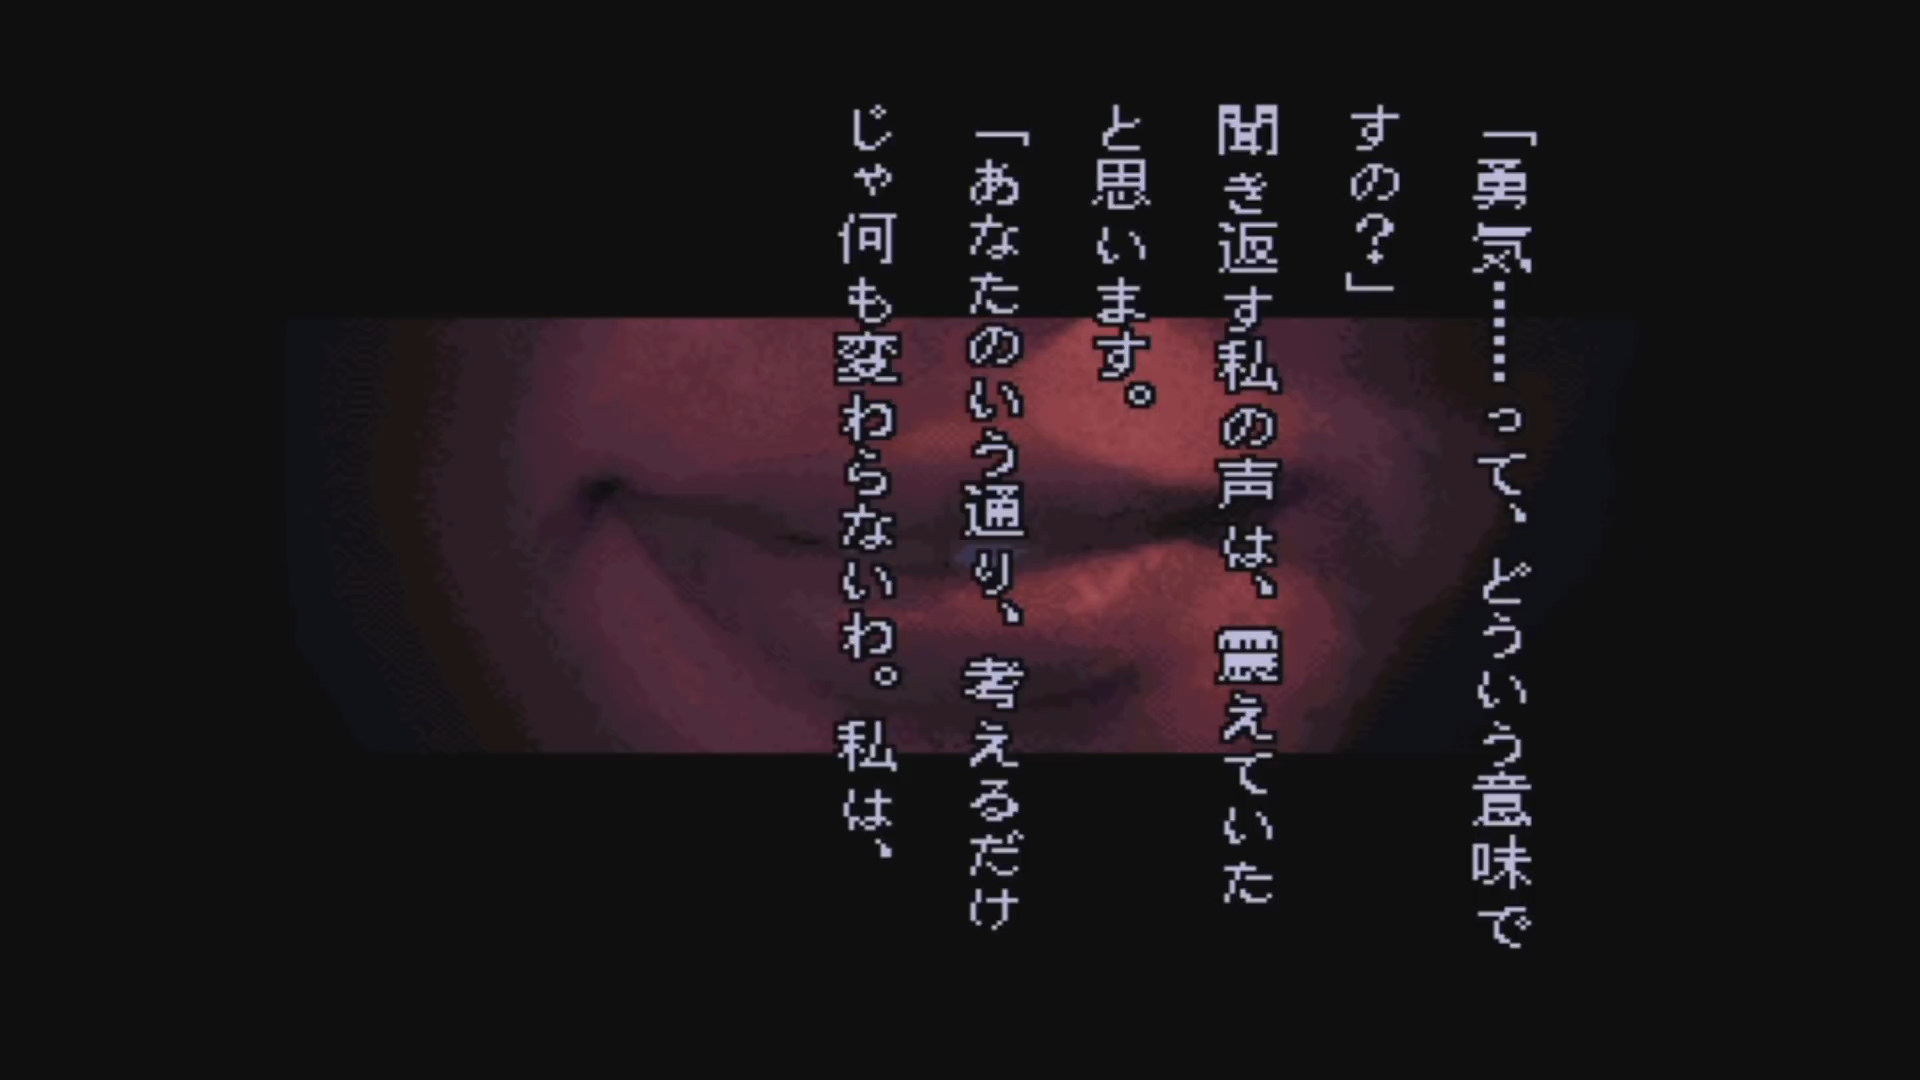 「勇気……って、どういう意味で
すの？」
聞き返す私の声は、震えていた
と思います。
「あなたのいう通り、考えるだけ
じゃ何も変わらないわ。私は、